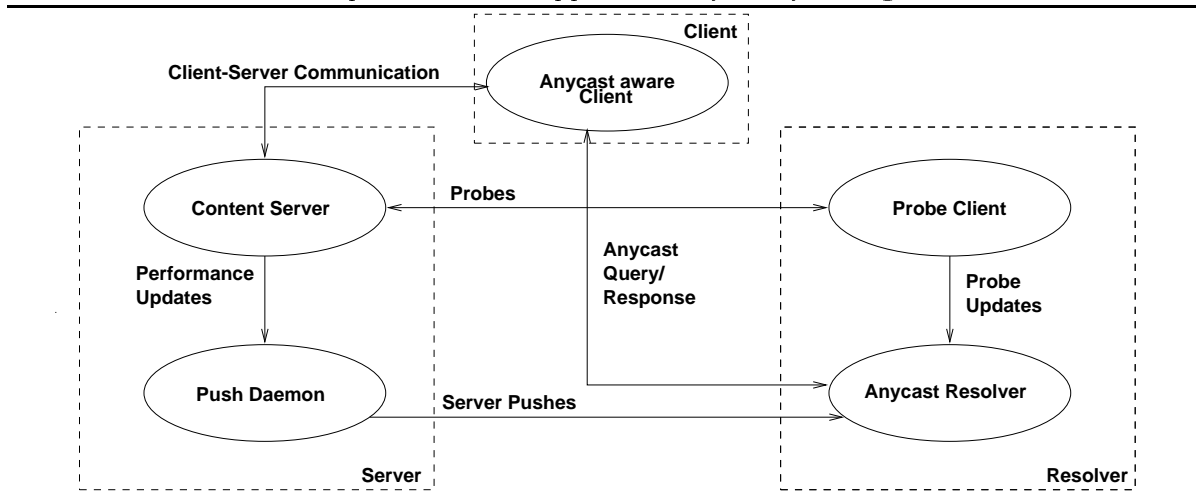 Client
Client-Server Communication
Anycast aware
Client
Content Server
Probes
Probe Client
Performance
Updates
Anycast
Query/
Response
Probe
Updates
Push Daemon
Server Pushes
Anycast Resolver
Server
Resolver